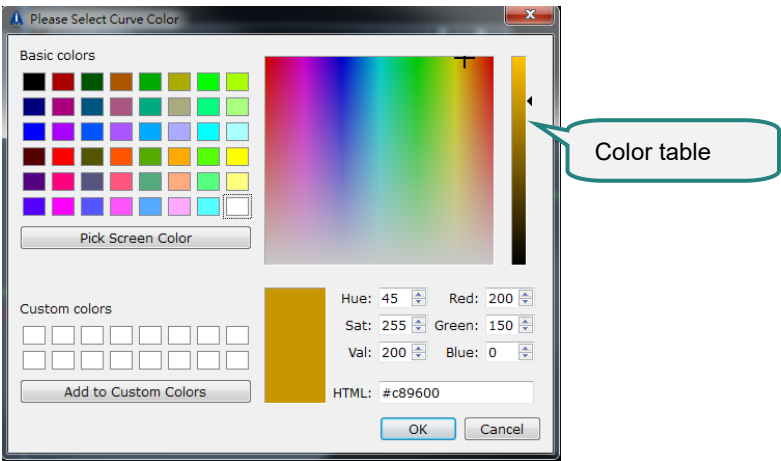 Please Select Curve Color
Basic colors
Color table
Pick Screen Color
Hue: 45 Red: 200
Custom colors
Sat: 255 Green: 150
Val: 200 Blue: 0
Add to Custom Colors HTML: #c89600
OK Cancel